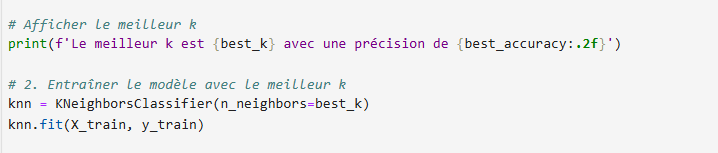 # Afficher le meilleur k
print(f'Le meilleur k est {best_k} avec une précision de {best_accuracy:.2f}')
# 2. Entraîner le modèle avec le meilleur k
knn = KNeighborsClassifier(n_neighbors=best_k)
knn.fit(X_train, y_train)